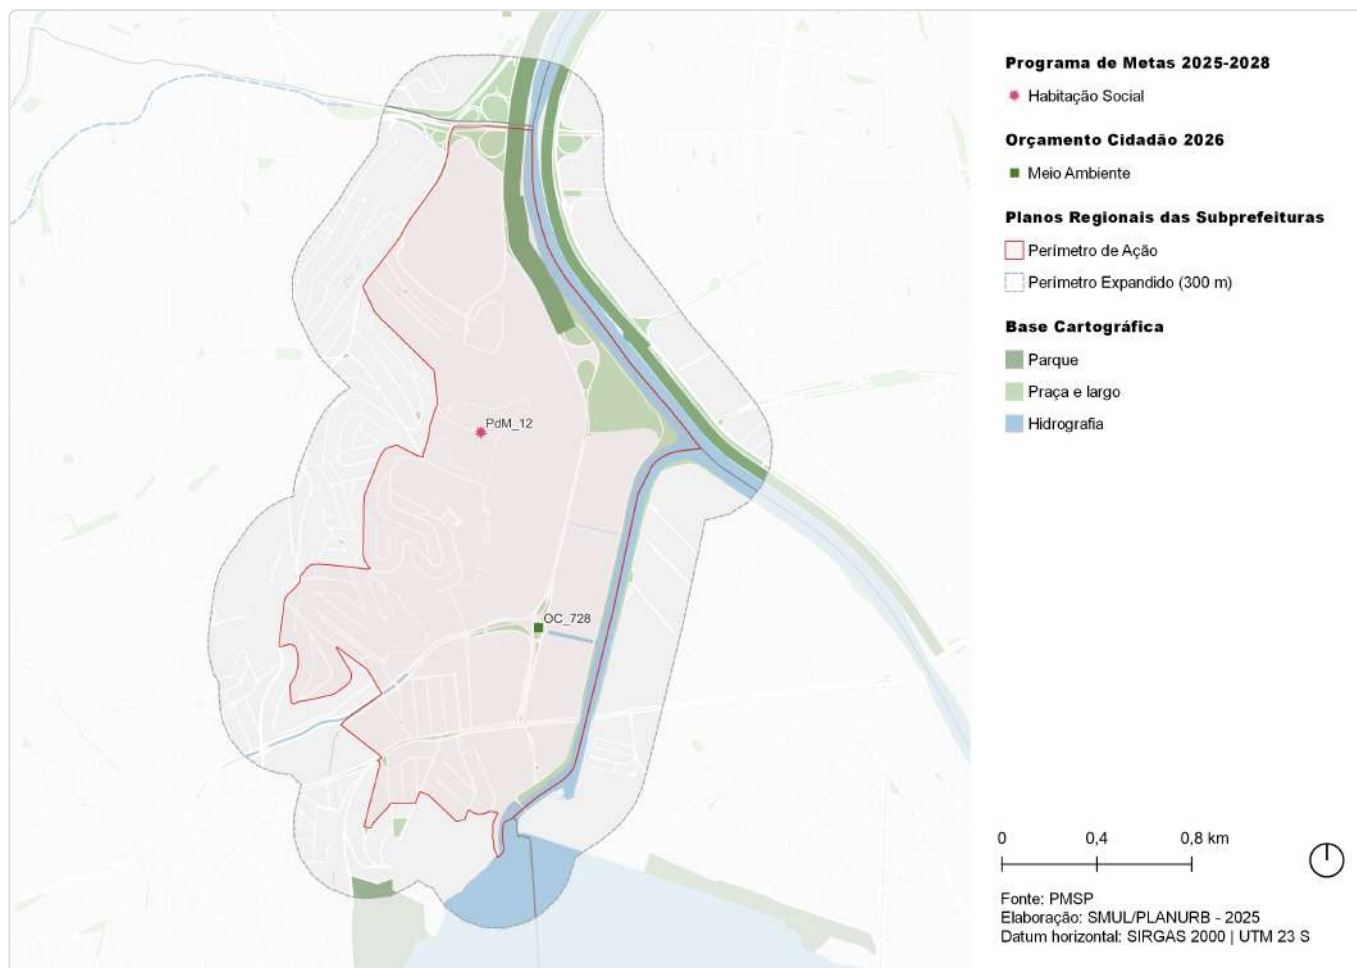 PdM_12
OC_728
Programa de Metas 2025-2028
Habitação Social
Orçamento Cidadão 2026
Meio Ambiente
Planos Regionais das Subprefeituras
Perímetro de Ação
Perímetro Expandido (300 m)
Base Cartográfica
Parque
Praça e largo
Hidrografia
0 0,4 0,8 km
Fonte: PMSP
Elaboração: SMUL/PLANURB - 2025
Datum horizontal: SIRGAS 2000 | UTM 23 S